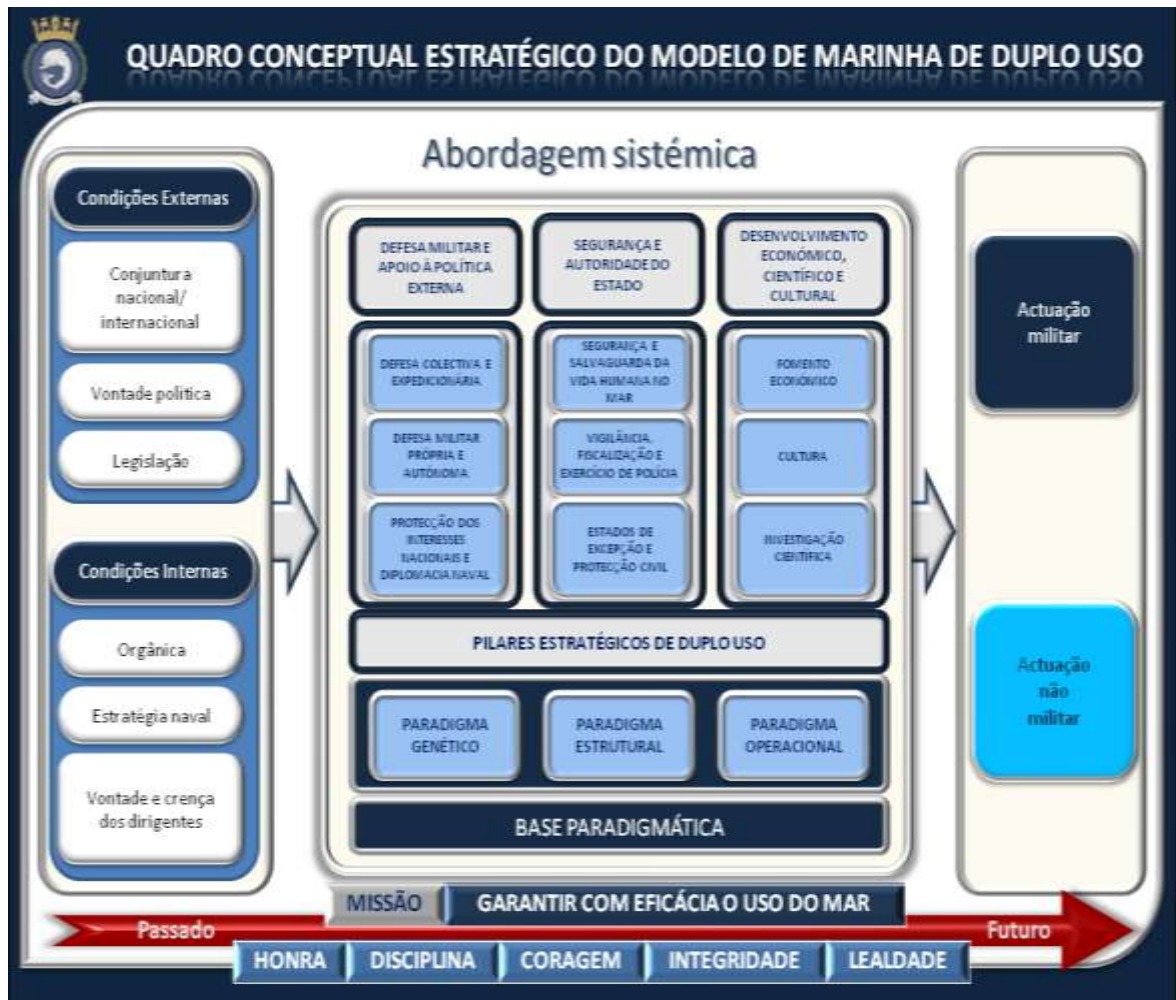 QUADRO CONCEPTUAL ESTRATÉGICO DO MODELO DE MARINHA DE DUPLO USO
Abordagem sistémica
Condições Externas
Conjuntura
nacional/
internacional
Vontade política
Legislação
Condições Internas
Orgânica
Estratégia naval
Vontade e crença
dos dirigentes
DEFESA MILITAR E
APOIO À POLÍTICA
EXTERNA
DEFESA COLECTIVA E
EXPEDICIONÁRIA
DEFESA MILITAR
PRÓPRIA E
AUTÓNOMA
PROTECÇÃO DOS
INTERESSES
NACIONAIS E
DIPLOMACIA NAVAL
SEGURANÇA E
AUTORIDADE DO
ESTADO
SEGURANÇA E
SALVAGUARDA DA
VIDA HUMANA NO
MAR
VIGILÂNCIA,
FISCALIZAÇÃO E
EXERCÍCIO DE POLÍCIA
ESTADOS DE
EXCEPÇÃO E
PROTECÇÃO CIVIL
DESENVOLVIMENTO
ECONÓMICO,
CIENTÍFICO E
CULTURAL
FOMENTO
ECONÓMICO
CULTURA
INVESTIGAÇÃO
CIENTÍFICA
PILARES ESTRATÉGICOS DE DUPLO USO
PARADIGMA
GENÉTICO
PARADIGMA
ESTRUTURAL
PARADIGMA
OPERACIONAL
BASE PARADIGMÁTICA
Actuação
militar
Actuação
não
militar
MISSÃO GARANTIR COM EFICÁCIA O USO DO MAR
Passado Futuro
HONRA DISCIPLINA CORAGEM INTEGRIDADE LEALDADE